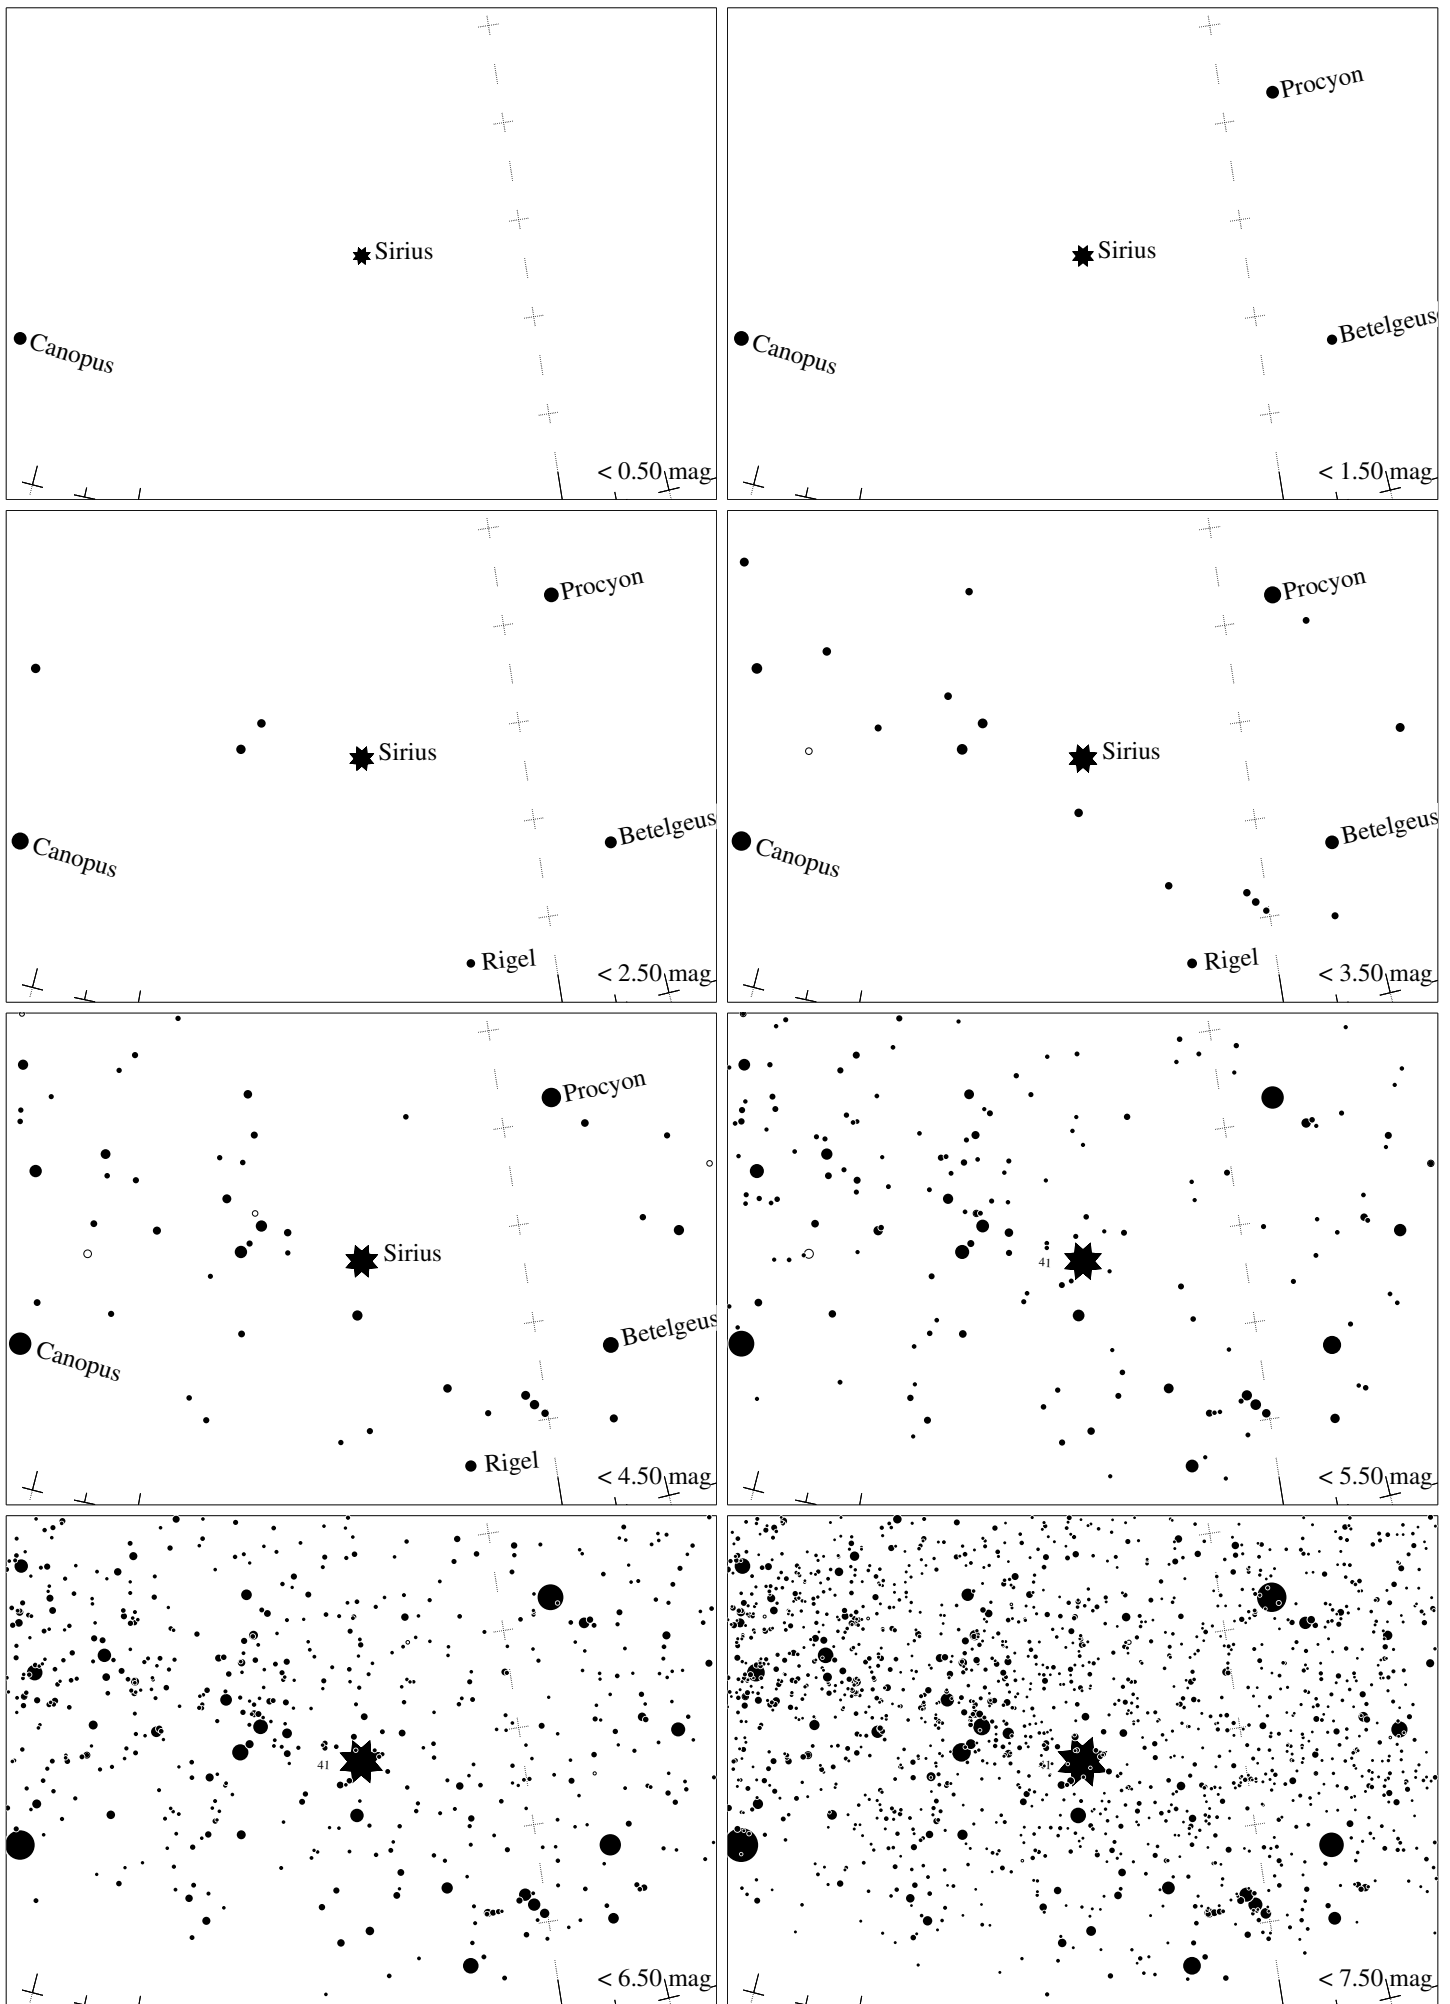 Sirius
Canopus
< 0.50 mag
Procyon
Sirius
Betelgeus
Canopus
< 1.50 mag
Procyon
Sirius
Betelgeus
Canopus
Rigel
< 2.50 mag
Procyon
Sirius
Betelgeus
Canopus
Rigel
< 3.50 mag
Procyon
Sirius
Betelgeus
Canopus
Rigel
< 4.50 mag
41
< 5.50 mag
41
< 6.50 mag
41
< 7.50 mag